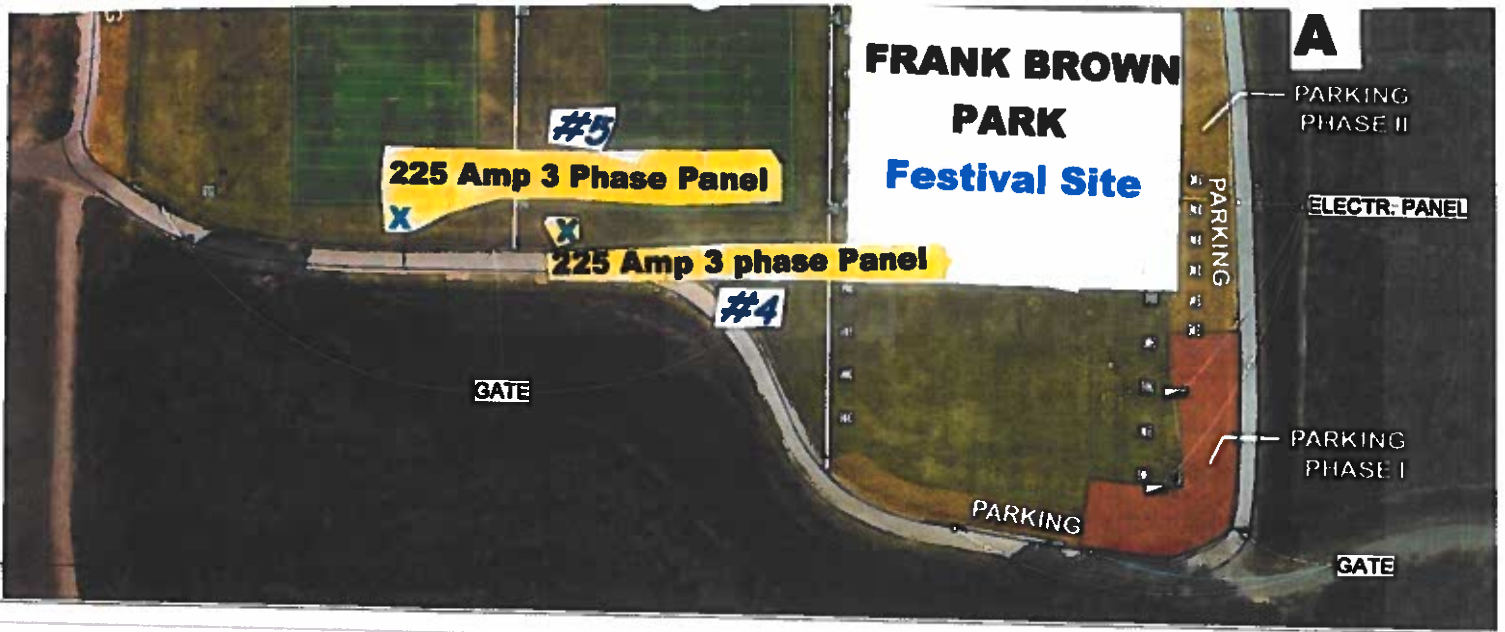 G
A
FRANK BROWN
PARK
Festival Site
PARKING
PHASE II
#5
225 Amp 3 Phase Panel
X
X
225 Amp 3 phase Panel
#4
PARKING
ELECTR. PANEL
GATE
PARKING
PHASE I
PARKING
GATE